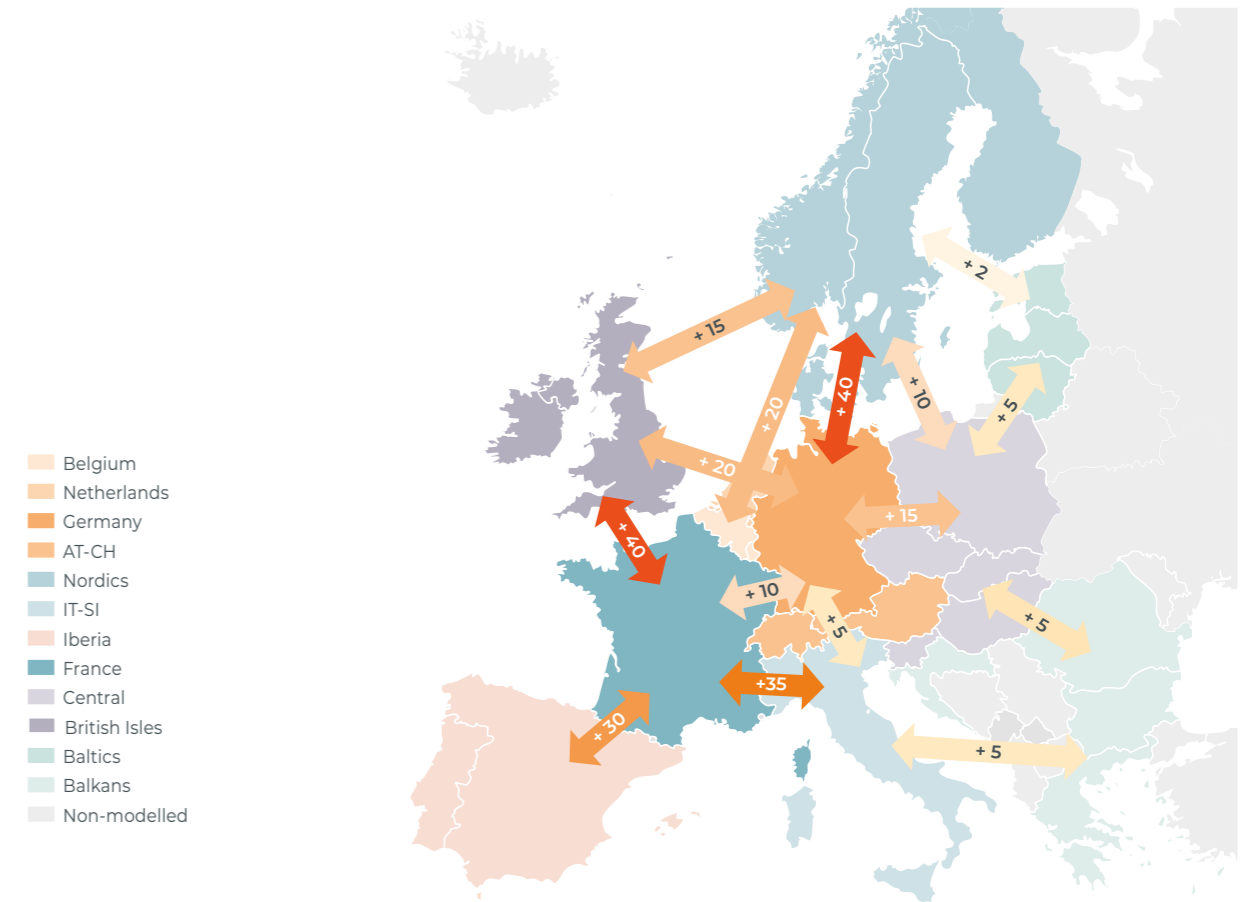 + 2
+ 15
+ 40
+ 10
+ 20
+ 5
+ 20
+ 15
+ 40
+ 10
+ 5
+ 5
+35
+ 30
+ 5
Belgium
Netherlands
Germany
AT-CH
Nordics
IT-SI
Iberia
France
Central
British Isles
Baltics
Balkans
Non-modelled